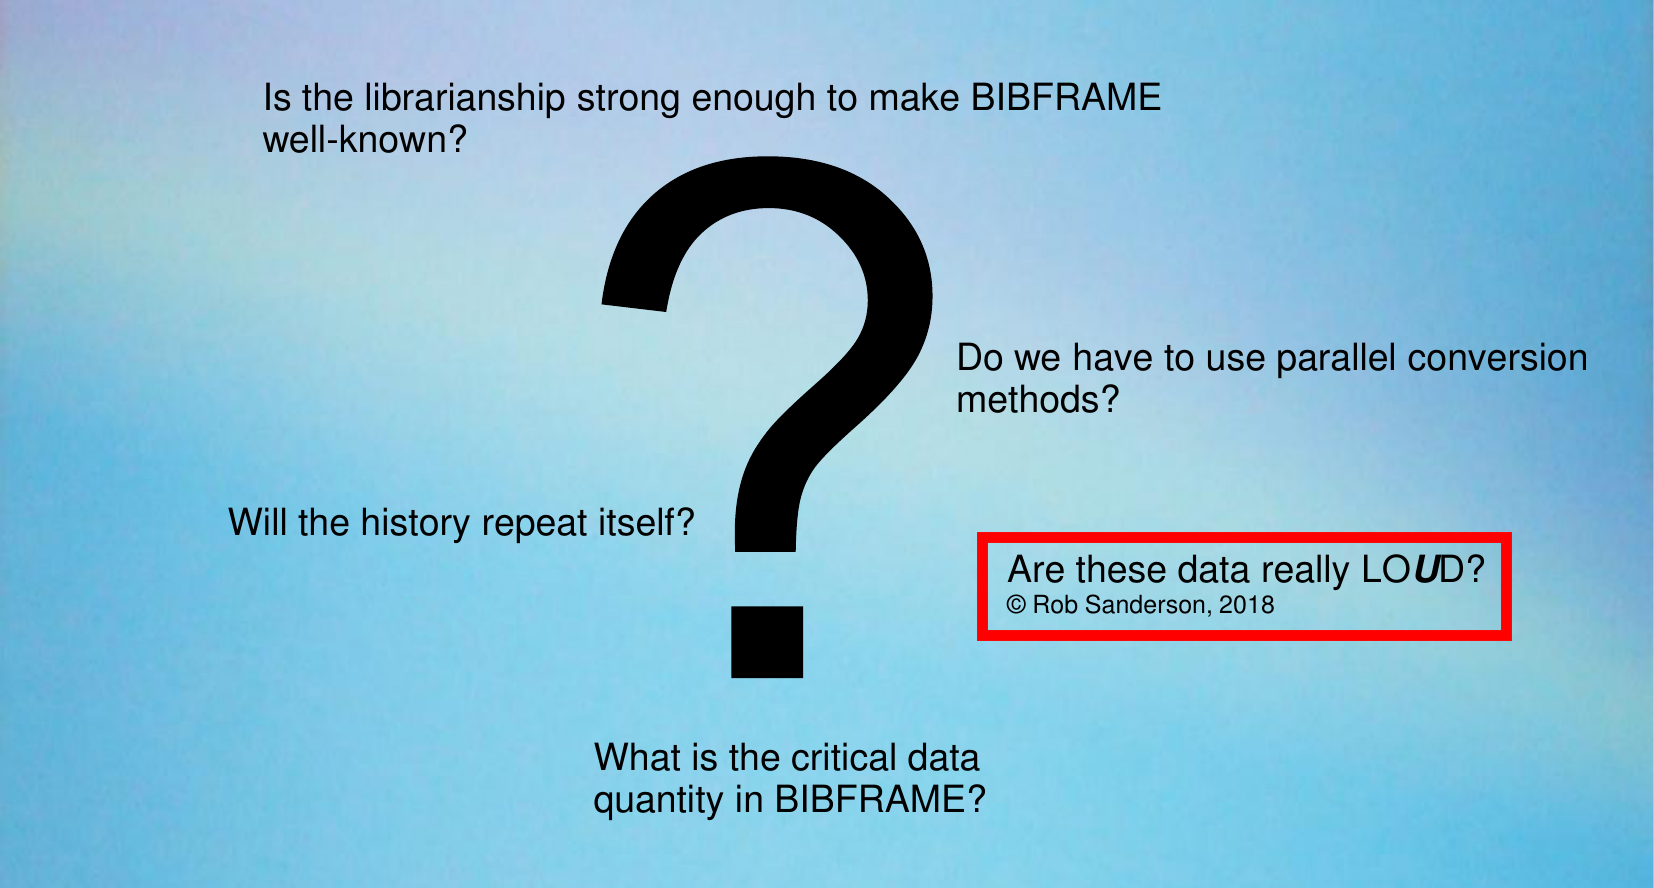 Is the librarianship strong enough to make BIBFRAME
well-known?
?
Do we have to use parallel conversion
methods?
Will the history repeat itself?
Are these data really LOUD?
© Rob Sanderson, 2018
What is the critical data
quantity in BIBFRAME?